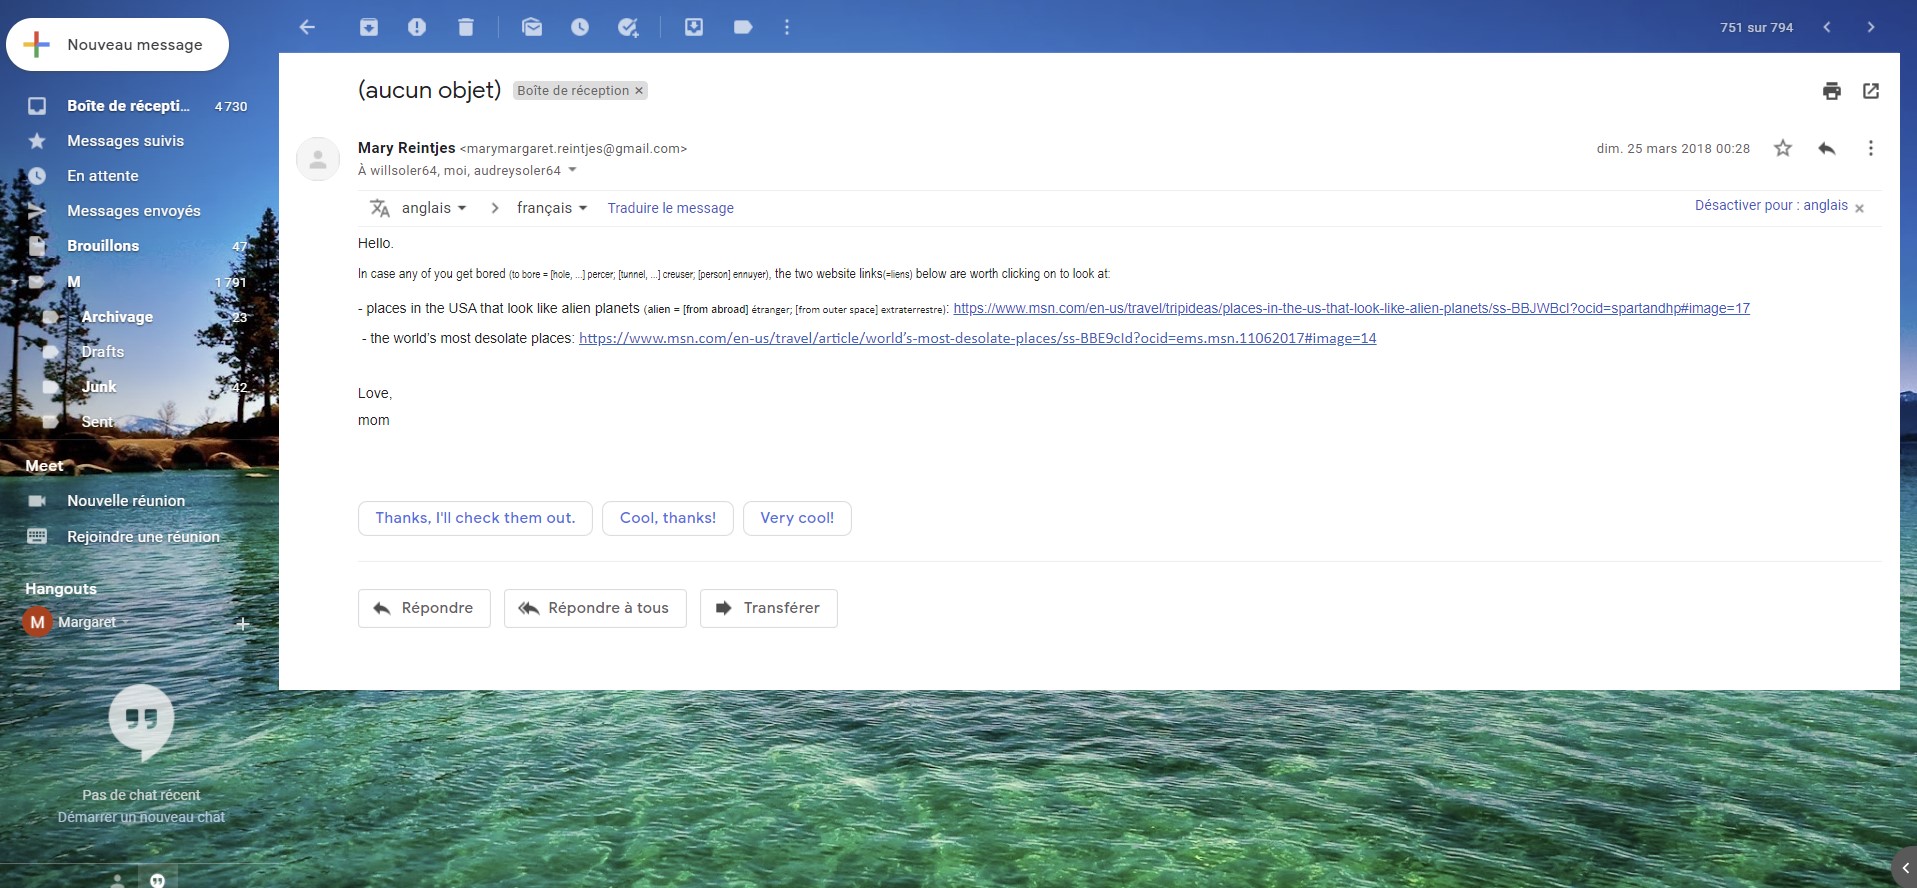 Nouveau message
751 sur 794
Boîte de récepti... 4 730
Messages suivis
En attente
Messages envoyés
Brouillons 47
M 1 791
Archivage 23
Drafts
Junk 42
Sent
Meet
Nouvelle réunion
Rejoindre une réunion
Hangouts
M Margaret
Pas de chat récent
Démarrer un nouveau chat
(aucun objet) Boîte de réception ×
Mary Reintjes <marymargaret.reintjes@gmail.com> dim. 25 mars 2018 00:28
À willsoler64, moi, audreysoler64
anglais > français Traduire le message Désactiver pour : anglais ×
Hello.
In case any of you get bored (to bore = [hole, ...] percer; [tunnel, ...] creuser; [person] ennuyer), the two website links(=liens) below are worth clicking on to look at:
- places in the USA that look like alien planets (alien = [from abroad] étranger; [from outer space] extraterrestre): https://www.msn.com/en-us/travel/tripideas/places-in-the-us-that-look-like-alien-planets/ss-BBJWBcI?ocid=spartandhp#image=17
- the world’s most desolate places: https://www.msn.com/en-us/travel/article/world’s-most-desolate-places/ss-BBE9cId?ocid=ems.msn.11062017#image=14
Love,
mom
Thanks, I'll check them out. Cool, thanks! Very cool!
Répondre Répondre à tous Transférer